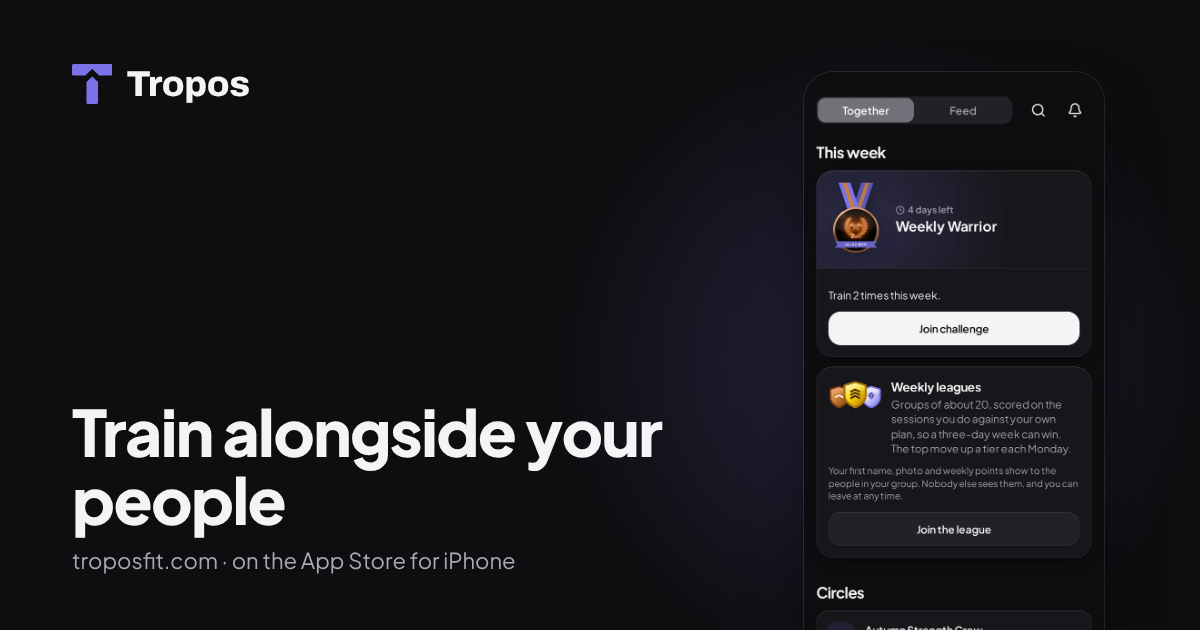 Tropos
Train alongside your
people
troposfit.com · on the App Store for iPhone
Together
Feed
This week
4 days left
Weekly Warrior
Train 2 times this week.
Join challenge
Weekly leagues
Groups of about 20, scored on the
sessions you do against your own
plan, so a three-day week can win.
The top move up a tier each Monday.
Your first name, photo and weekly points show to the
people in your group. Nobody else sees them, and you can
leave at any time.
Join the league
Circles
Autumn Strength Crew